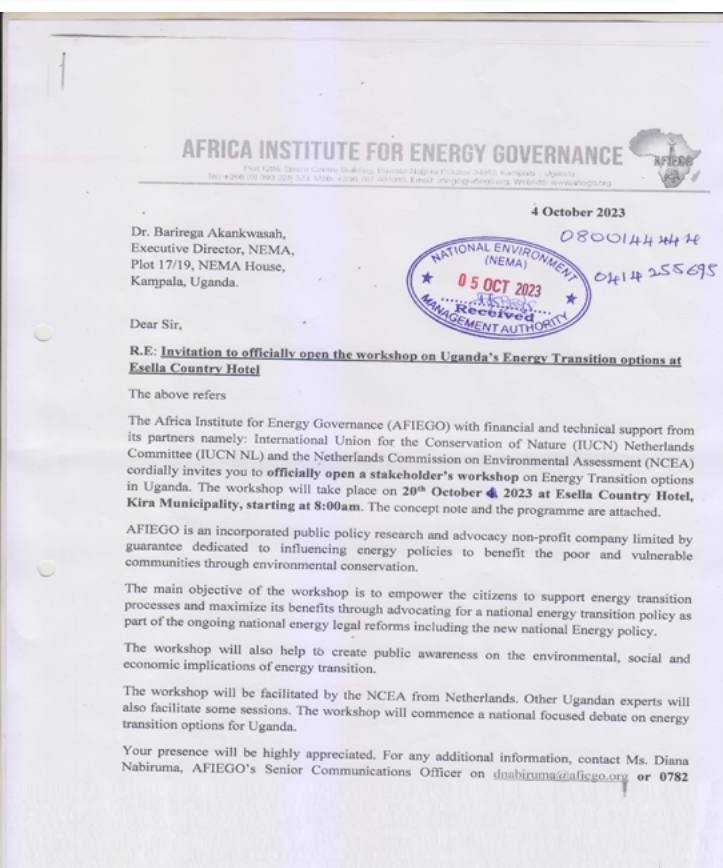 AFRICA INSTITUTE FOR ENERGY GOVERNANCE
AFIEGO
4 October 2023
Dr. Barirega Akankwasah,
Executive Director, NEMA,
Plot 17/19, NEMA House,
Kampala, Uganda.
0414 255695
NATIONAL ENVIRONMENT
(NEMA)
05 OCT 2023
Received
MANAGEMENT AUTHORITY
Dear Sir,
R.E: Invitation to officially open the workshop on Uganda's Energy Transition options at
Esella Country Hotel
The above refers
The Africa Institute for Energy Governance (AFIEGO) with financial and technical support from
its partners namely: International Union for the Conservation of Nature (IUCN) Netherlands
Committee (IUCN NL) and the Netherlands Commission on Environmental Assessment (NCEA)
cordially invites you to officially open a stakeholder's workshop on Energy Transition options
in Uganda. The workshop will take place on 20th October 2023 at Esella Country Hotel,
Kira Municipality, starting at 8:00am. The concept note and the programme are attached.
AFIEGO is an incorporated public policy research and advocacy non-profit company limited by
guarantee dedicated to influencing energy policies to benefit the poor and vulnerable
communities through environmental conservation.
The main objective of the workshop is to empower the citizens to support energy transition
processes and maximize its benefits through advocating for a national energy transition policy as
part of the ongoing national energy legal reforms including the new national Energy policy.
The workshop will also help to create public awareness on the environmental, social and
economic implications of energy transition.
The workshop will be facilitated by the NCEA from Netherlands. Other Ugandan experts will
also facilitate some sessions. The workshop will commence a national focused debate on energy
transition options for Uganda.
Your presence will be highly appreciated. For any additional information, contact Ms. Diana
Nabiruma, AFIEGO's Senior Communications Officer on dnabiruma@afiego.org or 0782